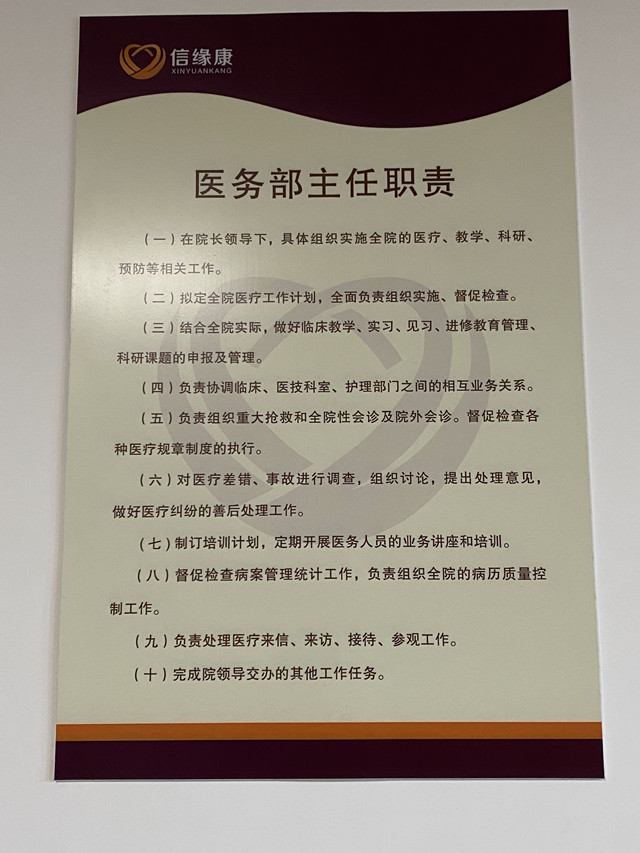 信缘康
XINYUANKANG
医务部主任职责
（一）在院长领导下，具体组织实施全院的医疗、教学、科研、
预防等相关工作。
（二）拟定全院医疗工作计划，全面负责组织实施、督促检查。
（三）结合全院实际，做好临床教学、实习、见习、进修教育管理、
科研课题的申报及管理。
（四）负责协调临床、医技科室、护理部门之间的相互业务关系。
（五）负责组织重大抢救和全院性会诊及院外会诊。督促检查各
种医疗规章制度的执行。
（六）对医疗差错、事故进行调查，组织讨论，提出处理意见，
做好医疗纠纷的善后处理工作。
（七）制订培训计划，定期开展医务人员的业务讲座和培训。
（八）督促检查病案管理统计工作，负责组织全院的病历质量控
制工作。
（九）负责处理医疗来信、来访、接待、参观工作。
（十）完成院领导交办的其他工作任务。